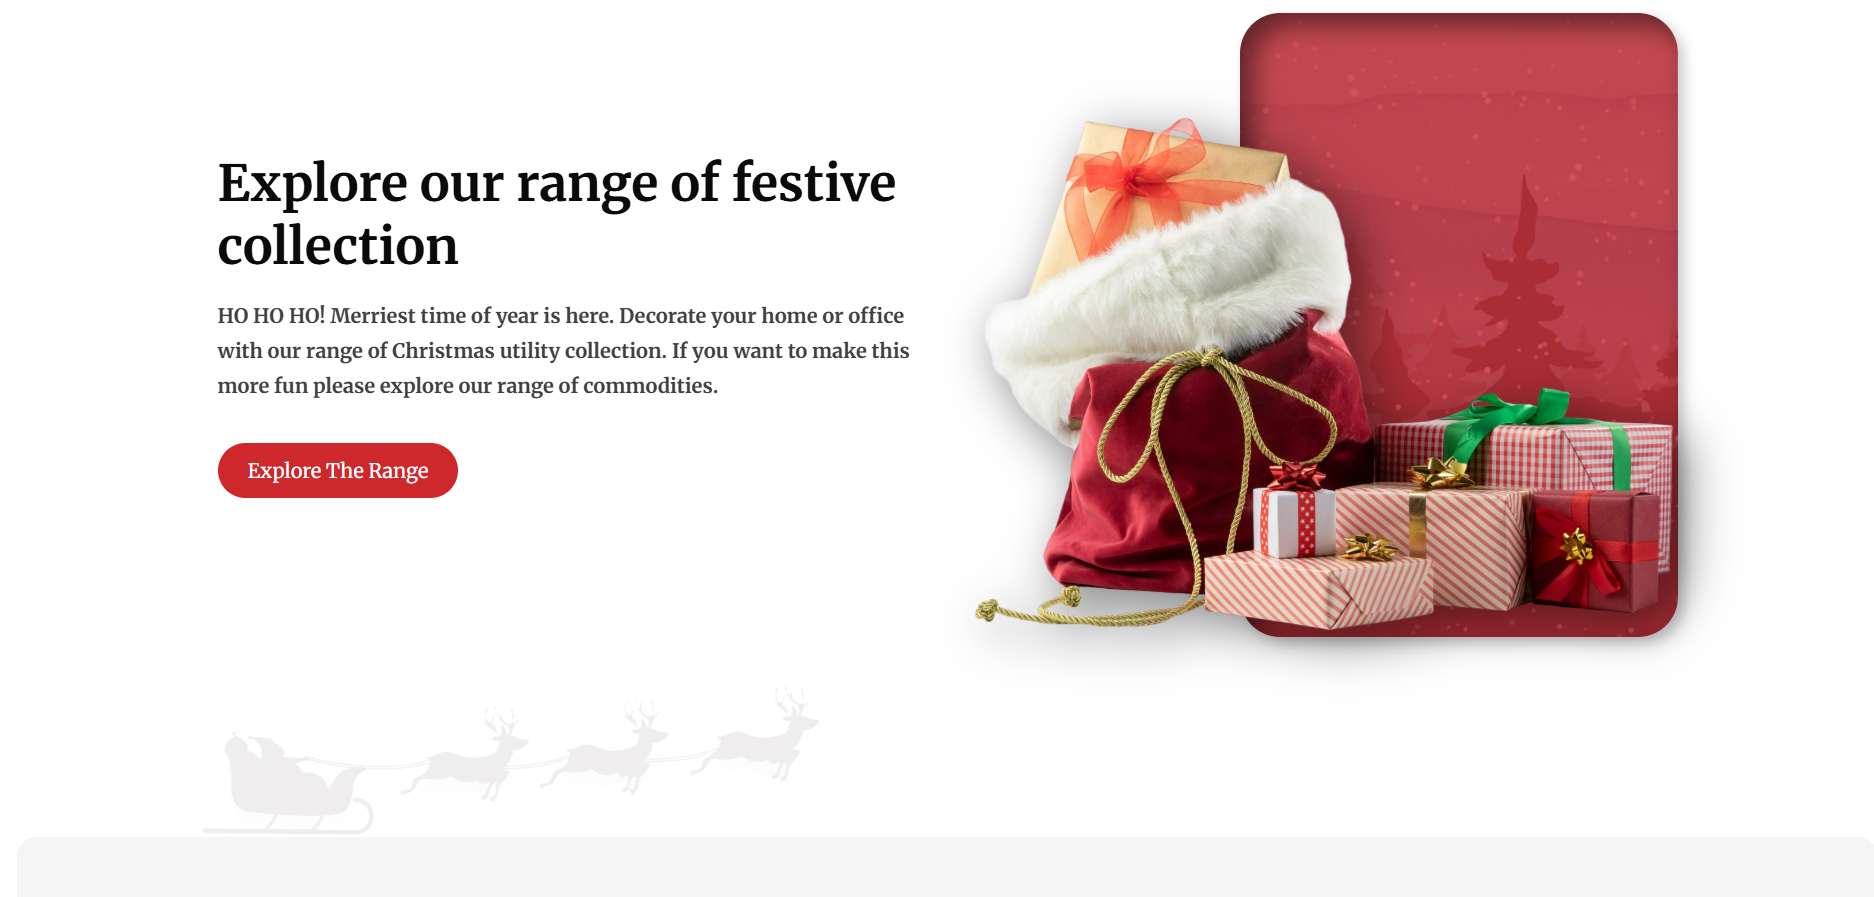 Explore our range of festive
collection
HO HO HO! Merriest time of year is here. Decorate your home or office
with our range of Christmas utility collection. If you want to make this
more fun please explore our range of commodities.
Explore The Range